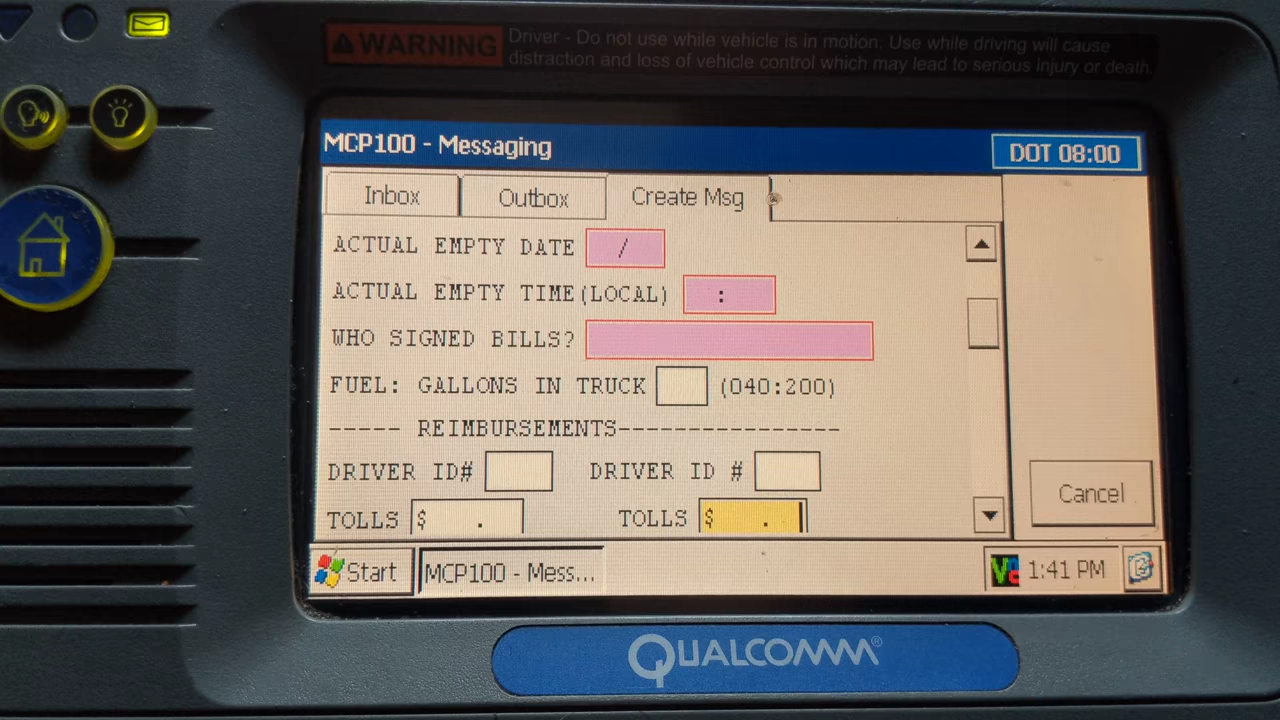 WARNING Driver - Do not use while vehicle is in motion. Use while driving will cause
distraction and loss of vehicle control which may lead to serious injury or death.
MCP100 - Messaging DOT 08:00
Inbox Outbox Create Msg
ACTUAL EMPTY DATE /
ACTUAL EMPTY TIME(LOCAL) :
WHO SIGNED BILLS?
FUEL: GALLONS IN TRUCK (040:200)
----- REIMBURSEMENTS----------------
DRIVER ID# DRIVER ID #
TOLLS $ . TOLLS $ .
Cancel
Start MCP100 - Mess... 1:41 PM
QUALCOMM®